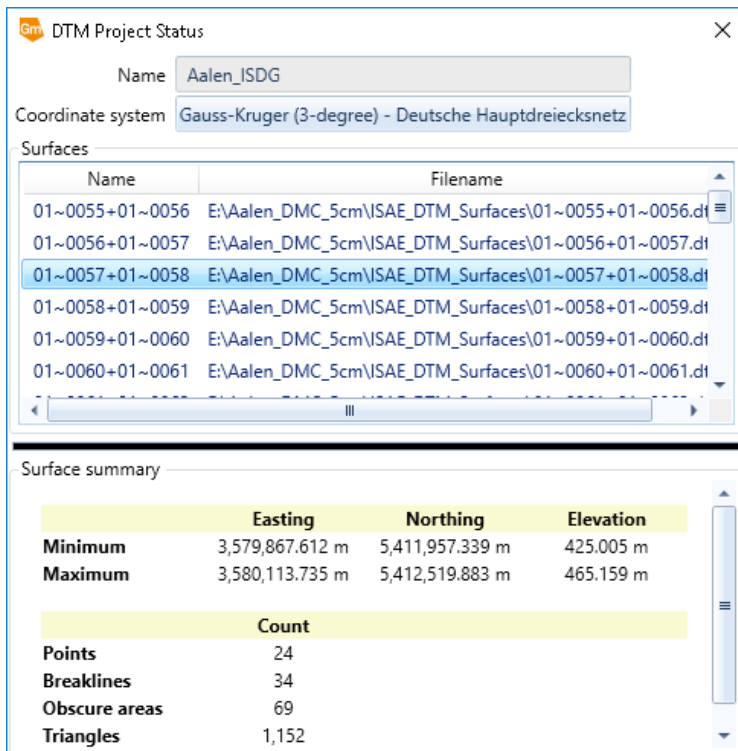 Gm DTM Project Status
Name Aalen_ISDG
Coordinate system Gauss-Kruger (3-degree) - Deutsche Hauptdreiecksnetz
Surfaces
Name Filename
01~0055+01~0056 E:\Aalen_DMC_5cm\ISAE_DTM_Surfaces\01~0055+01~0056.dt
01~0056+01~0057 E:\Aalen_DMC_5cm\ISAE_DTM_Surfaces\01~0056+01~0057.dt
01~0057+01~0058 E:\Aalen_DMC_5cm\ISAE_DTM_Surfaces\01~0057+01~0058.dt
01~0058+01~0059 E:\Aalen_DMC_5cm\ISAE_DTM_Surfaces\01~0058+01~0059.dt
01~0059+01~0060 E:\Aalen_DMC_5cm\ISAE_DTM_Surfaces\01~0059+01~0060.dt
01~0060+01~0061 E:\Aalen_DMC_5cm\ISAE_DTM_Surfaces\01~0060+01~0061.dt
Surface summary
Easting Northing Elevation
Minimum 3,579,867.612 m 5,411,957.339 m 425.005 m
Maximum 3,580,113.735 m 5,412,519.883 m 465.159 m
Count
Points 24
Breaklines 34
Obscure areas 69
Triangles 1,152